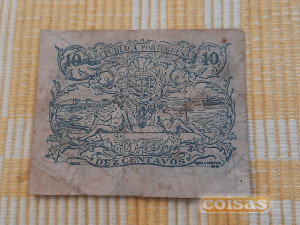 REPUBLICA PORTUGUESA
10 10
DEZ CENTAVOS
coisas